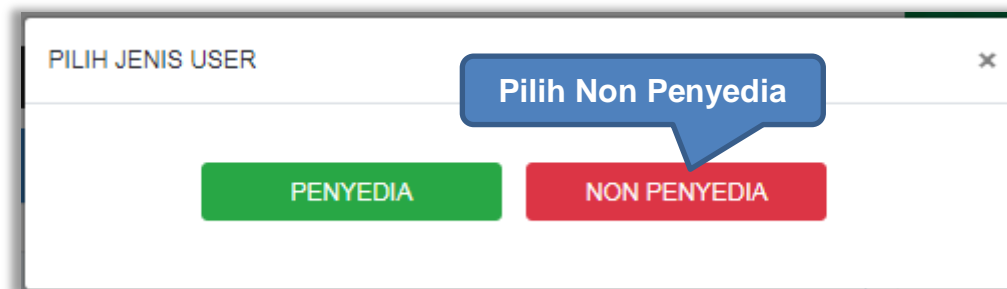 PILIH JENIS USER
×
Pilih Non Penyedia
PENYEDIA
NON PENYEDIA